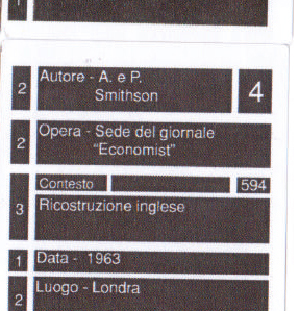 1
2 Autore - A. e P. 4
Smithson
2 Opera - Sede del giornale
"Economist"
Contesto 594
3 Ricostruzione inglese
1 Data - 1963
2 Luogo - Londra